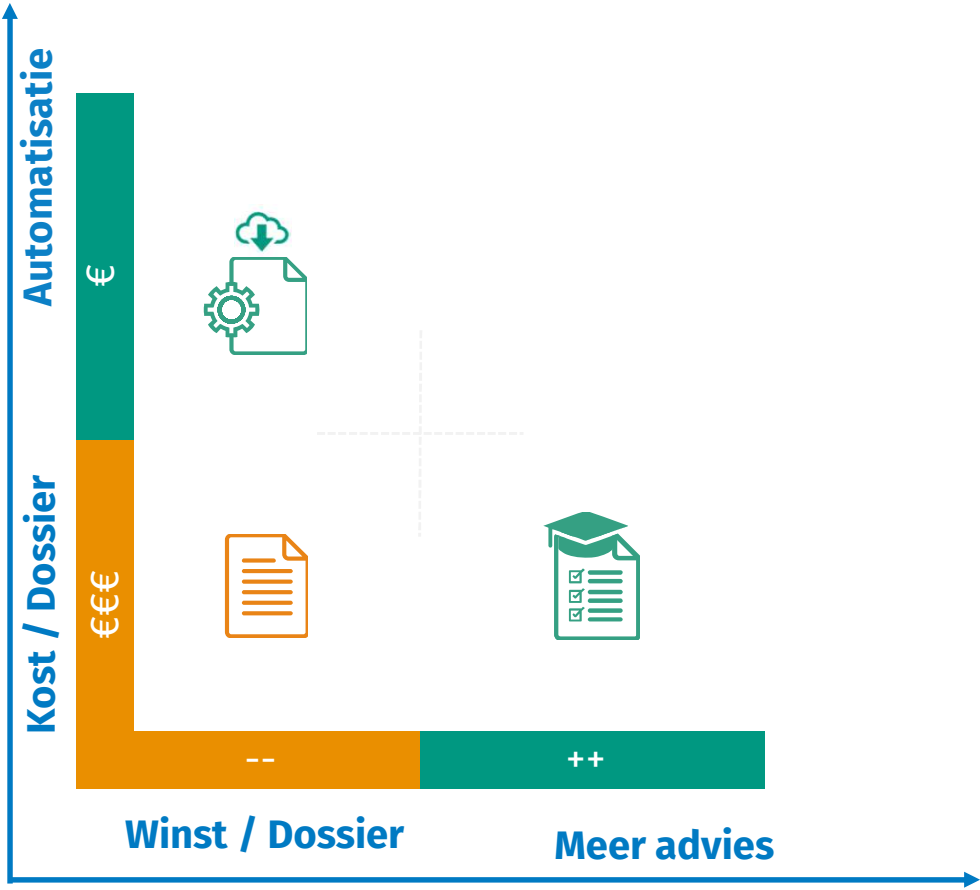 Automatisatie
€
Kost / Dossier
€€€
--
++
Winst / Dossier
Meer advies